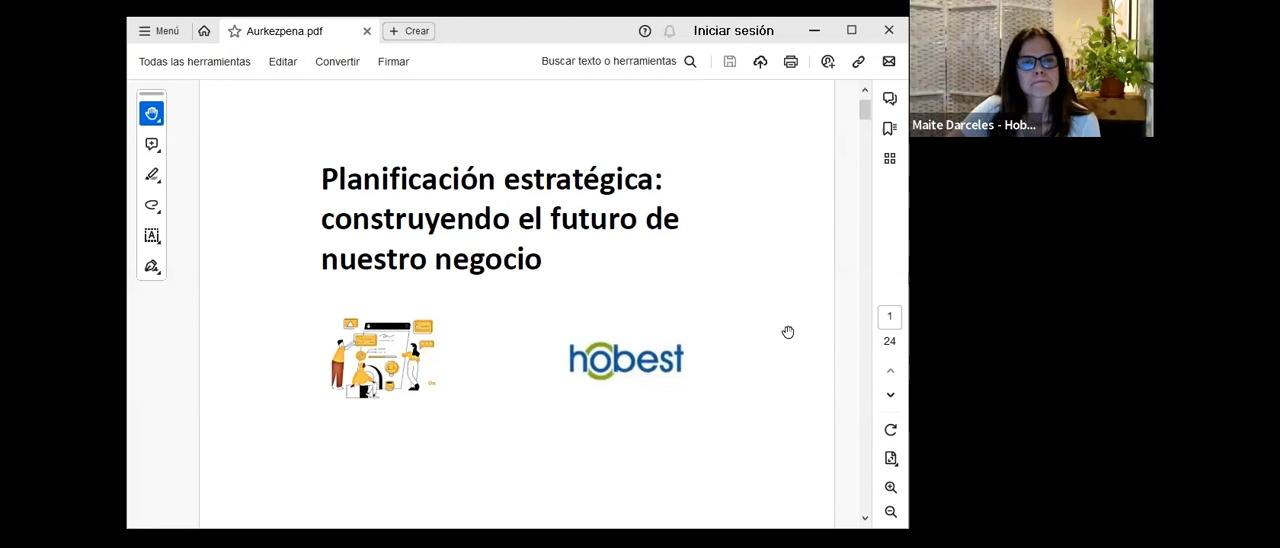 Menú
Aurkezpena.pdf
Crear
Iniciar sesión
Todas las herramientas
Editar
Convertir
Firmar
Buscar texto o herramientas
Planificación estratégica:
construyendo el futuro de
nuestro negocio
hobest
1
24
Maite Darceles - Hob...